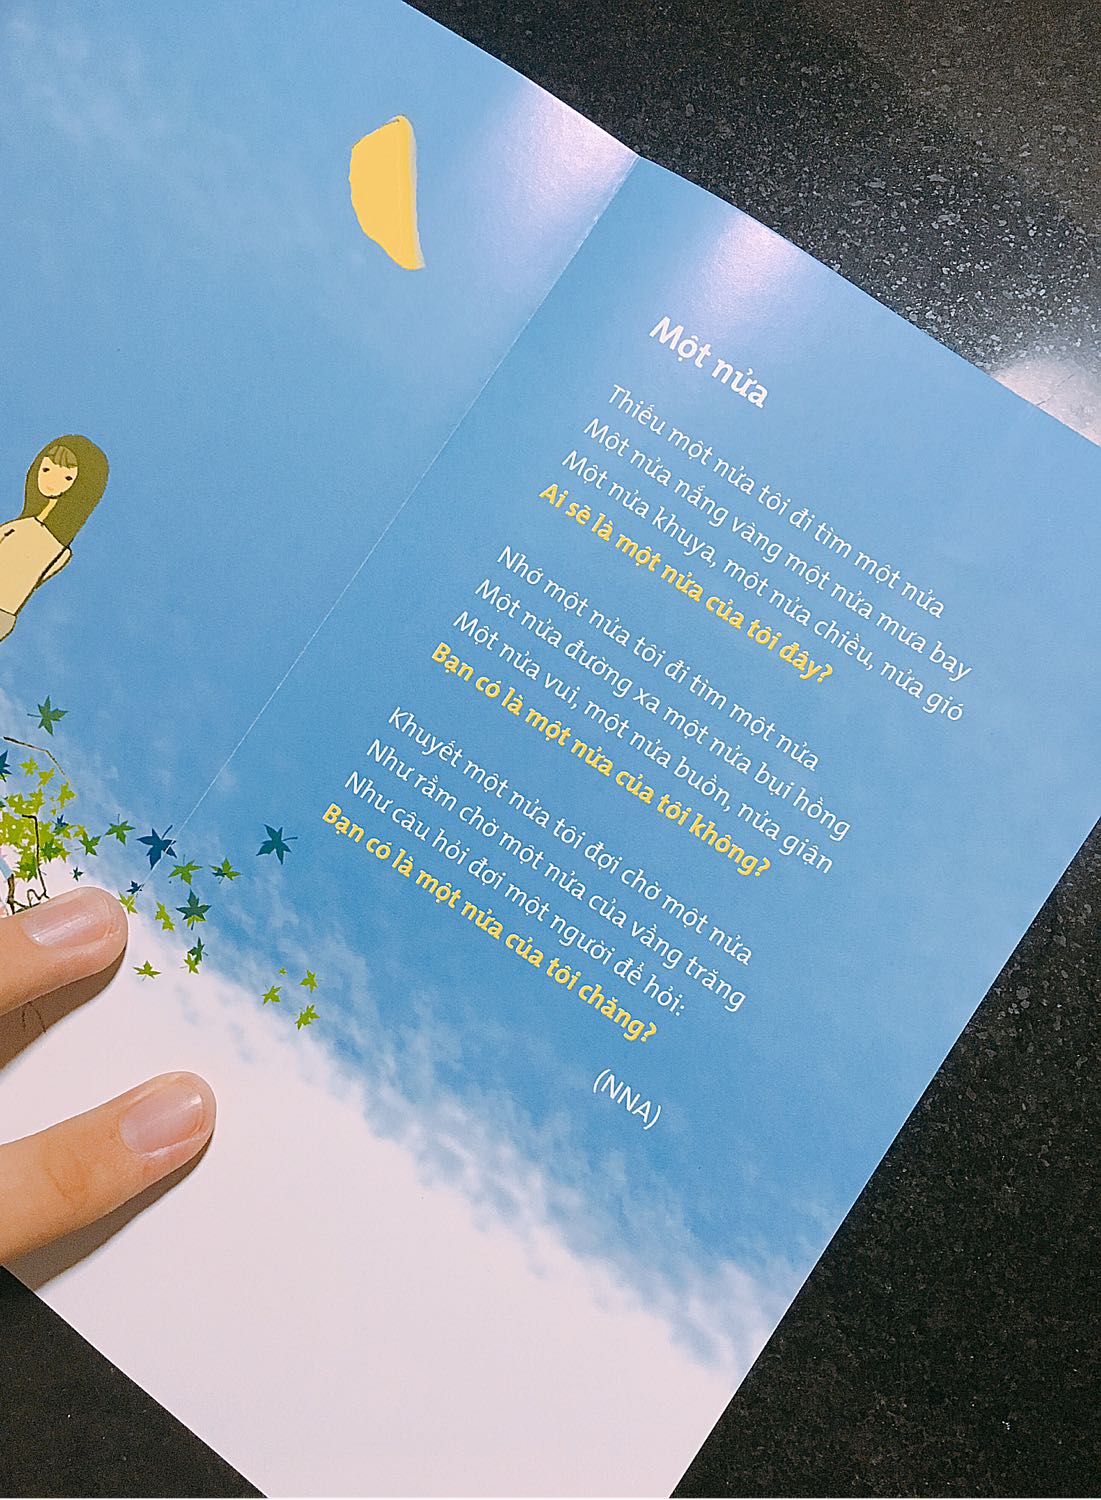 Một nửa
Thiếu một nửa tôi đi tìm một nửa
Một nửa nắng vàng một nửa mưa bay
Một nửa khuya, một nửa chiều, nửa gió
Ai sẽ là một nửa của tôi đây?
Nhớ một nửa tôi đi tìm một nửa
Một nửa đường xa một nửa bụi hồng
Một nửa vui, một nửa buồn, nửa giận
Bạn có là một nửa của tôi không?
Khuyết một nửa tôi đợi chờ một nửa
Như rằm chờ một nửa của vầng trăng
Như câu hỏi đợi một người để hỏi:
Bạn có là một nửa của tôi chăng?
(NNA)